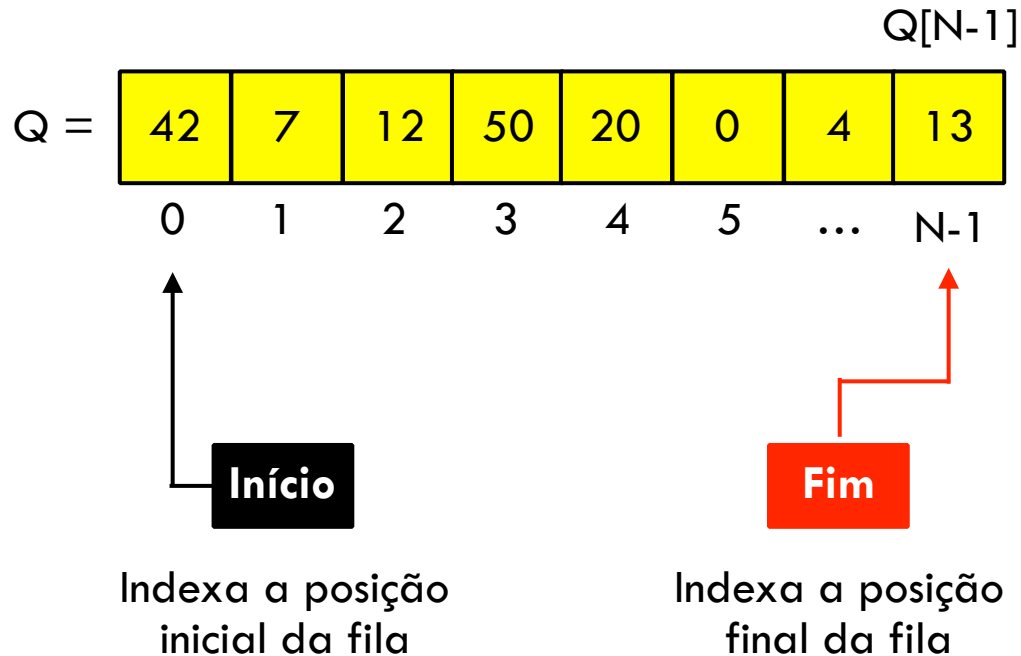 Q[N-1]
Q = 42 7 12 50 20 0 4 13
0 1 2 3 4 5 ... N-1
Início Fim
Indexa a posição
inicial da fila
Indexa a posição
final da fila